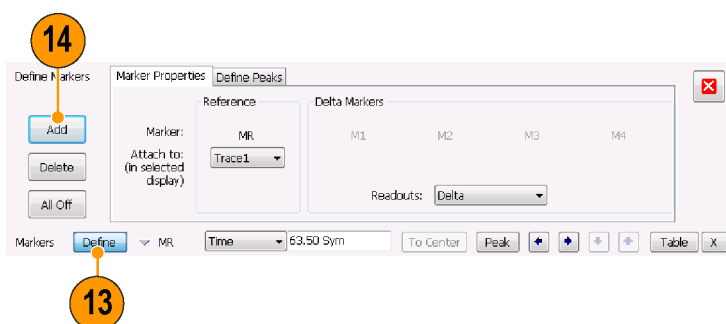 14
Define Markers
Marker Properties
Define Peaks
Reference
Delta Markers
Add
Marker:
MR
M1
M2
M3
M4
Attach to:
(in selected
display)
Trace1
Delete
Readouts:
Delta
All Off
Markers
Define
MR
Time
63.50 Sym
To Center
Peak
Table
X
13